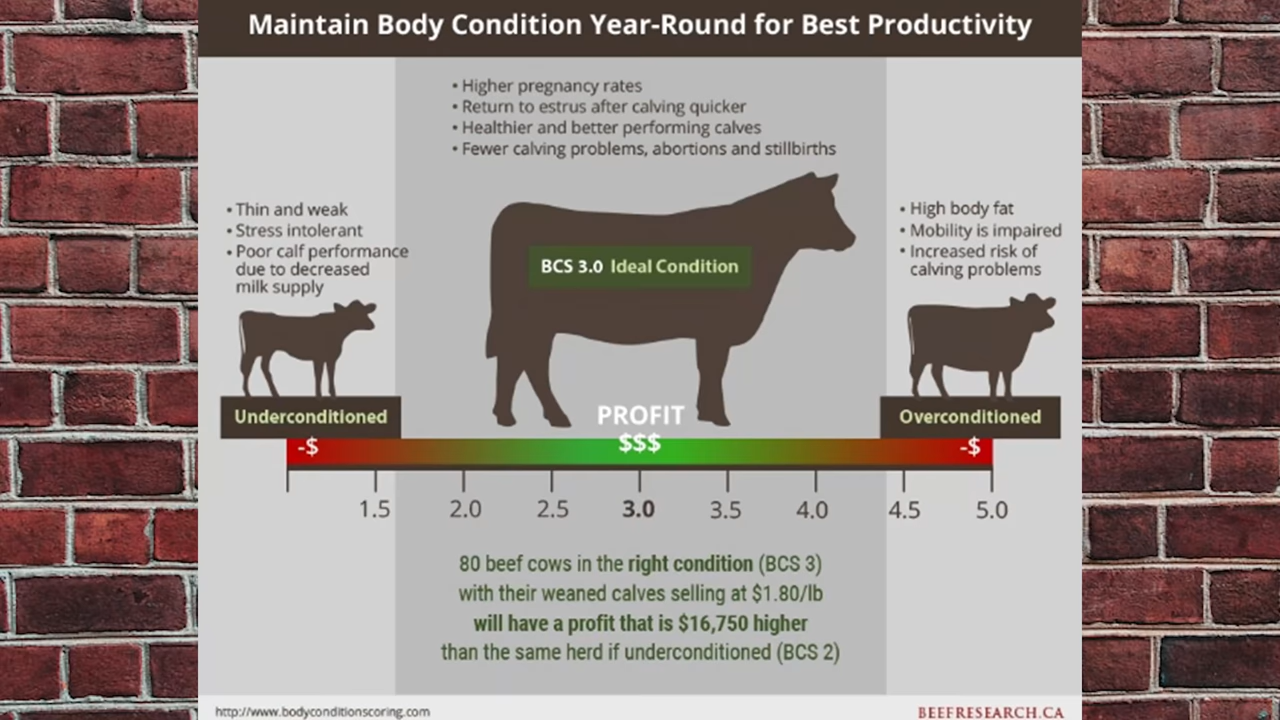 Maintain Body Condition Year-Round for Best Productivity
• Higher pregnancy rates
• Return to estrus after calving quicker
• Healthier and better performing calves
• Fewer calving problems, abortions and stillbirths
• Thin and weak
• Stress intolerant
• Poor calf performance
due to decreased
milk supply
• High body fat
• Mobility is impaired
• Increased risk of
calving problems
BCS 3.0 Ideal Condition
Underconditioned
PROFIT
$$$
Overconditioned
-$
-$
1.5 2.0 2.5 3.0 3.5 4.0 4.5 5.0
80 beef cows in the right condition (BCS 3)
with their weaned calves selling at $1.80/lb
will have a profit that is $16,750 higher
than the same herd if underconditioned (BCS 2)
http://www.bodyconditionscoring.com
BEEFRESEARCH.CA